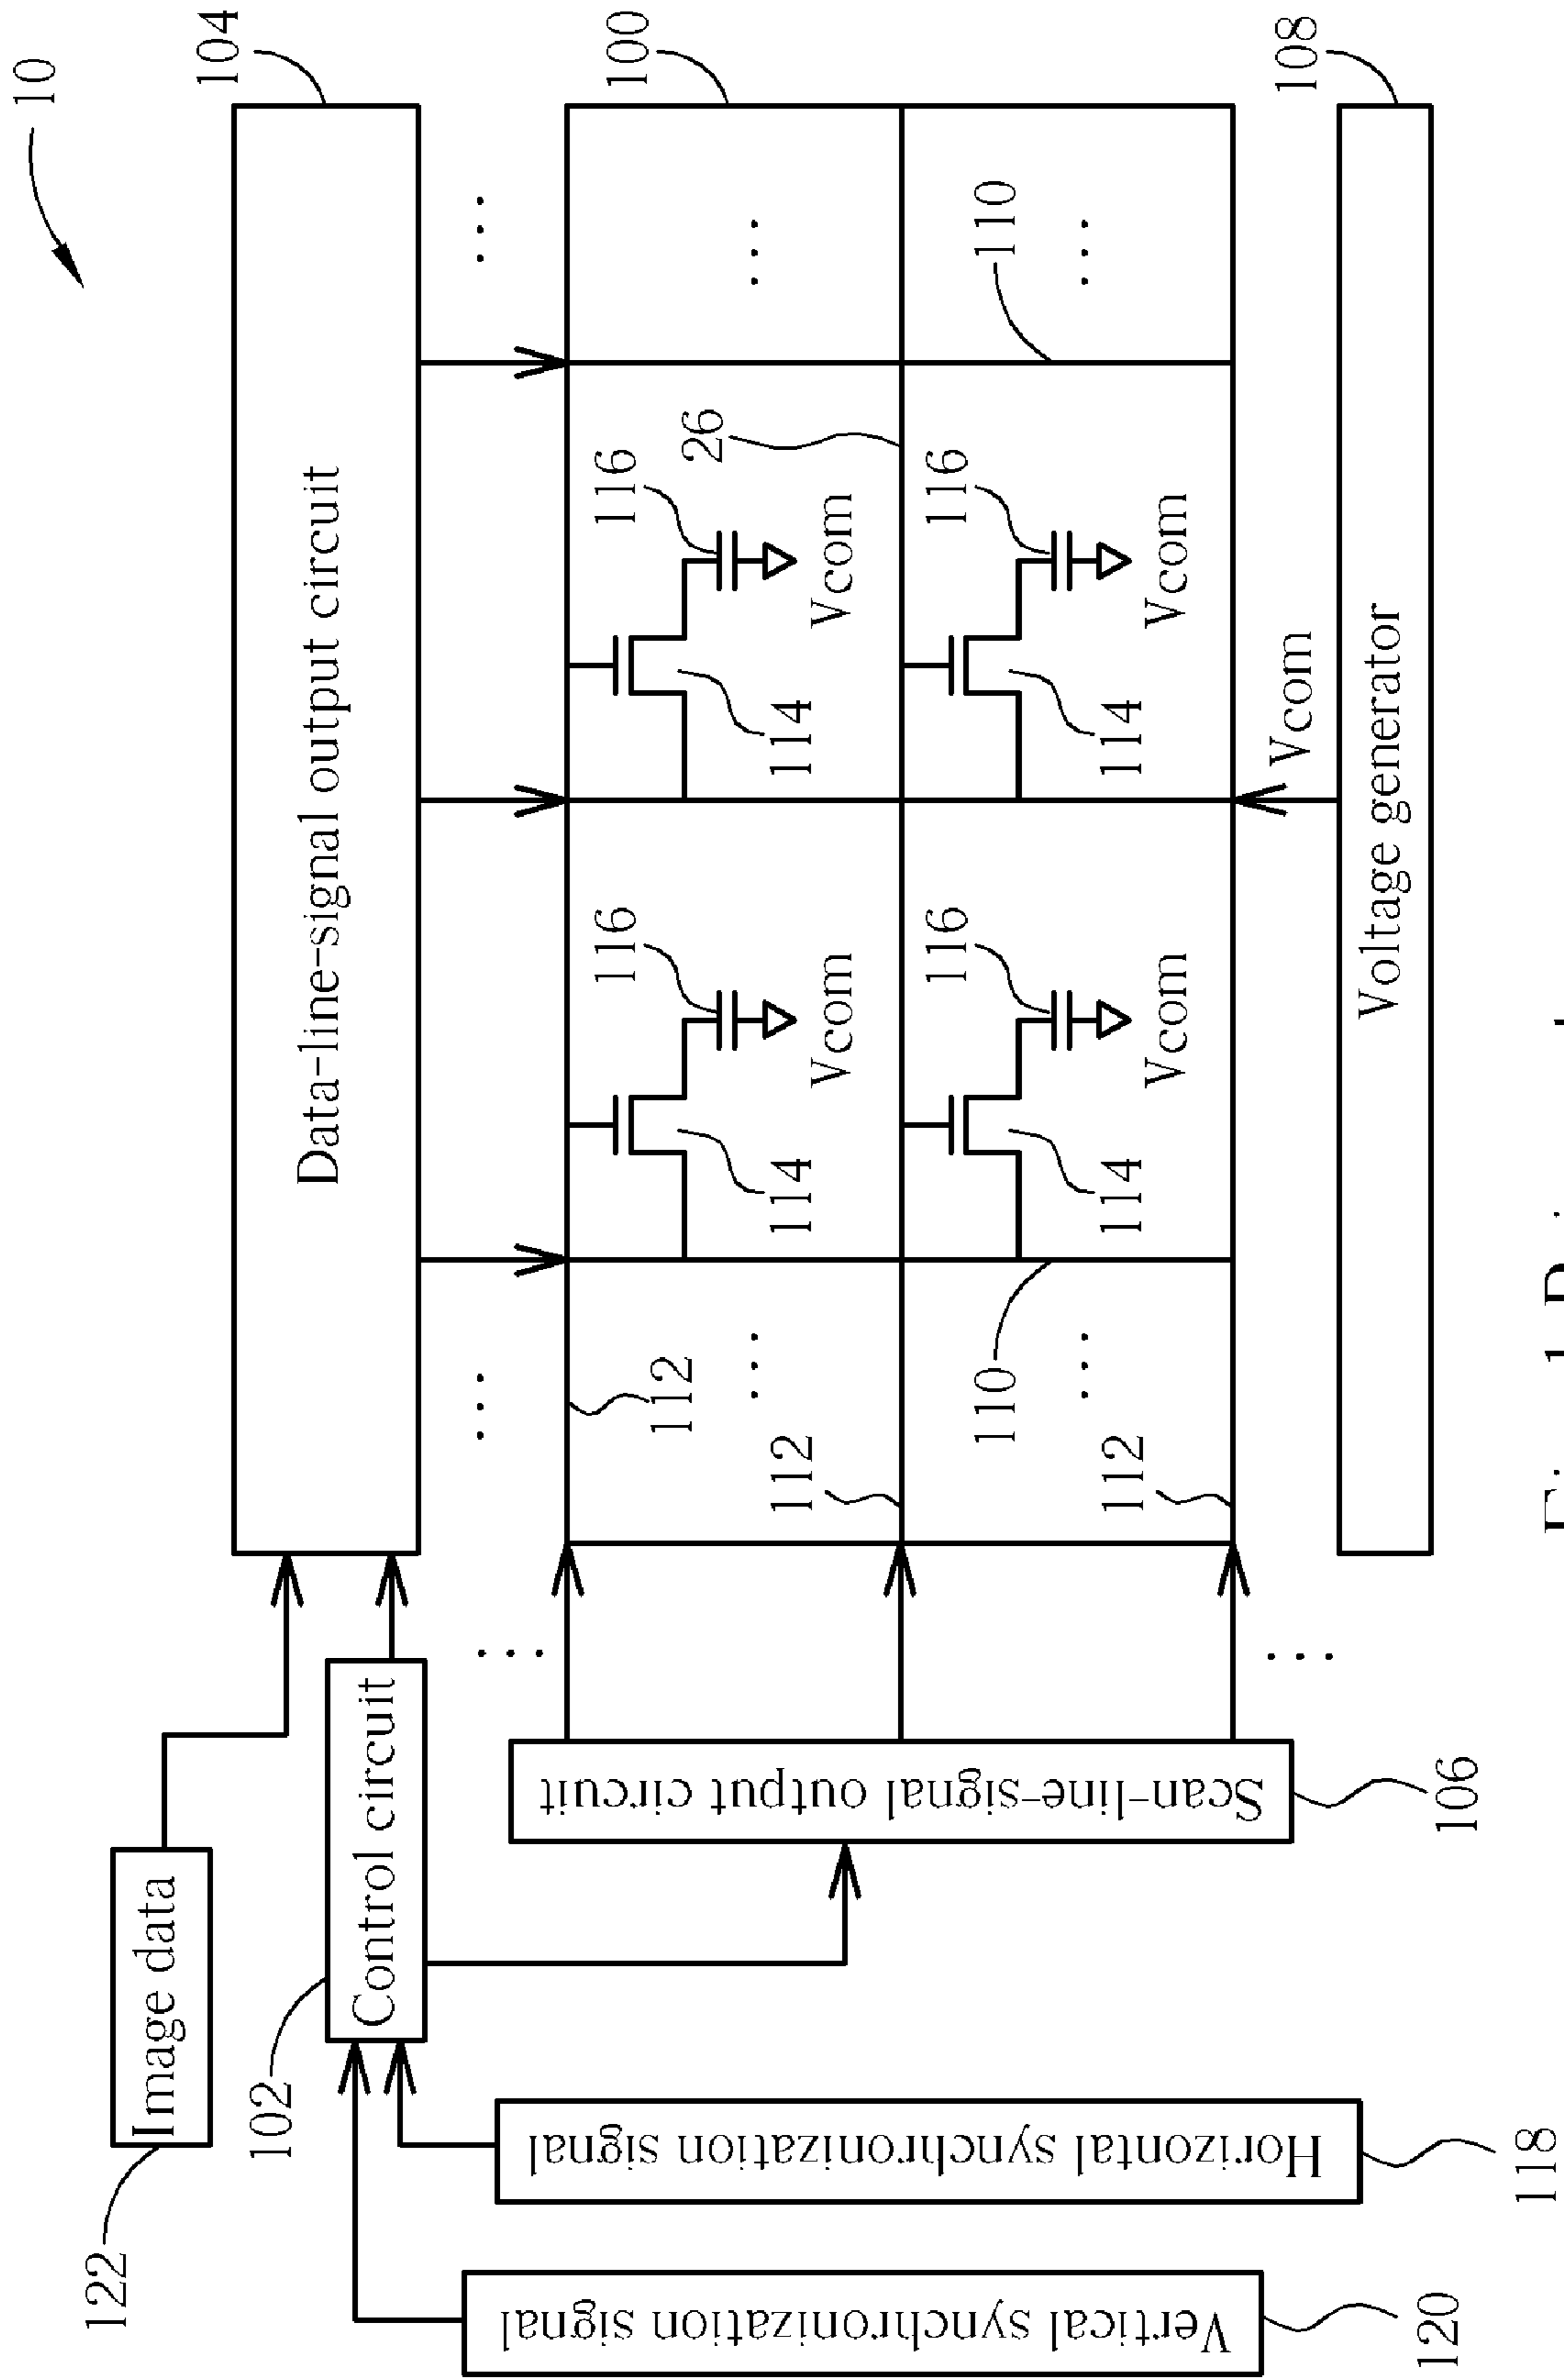 10
104
Data-line-signal output circuit
122
Image data
102
Control circuit
100
112
116
116
114
114
Vcom
Vcom
26
112
116
116
114
114
Vcom
Vcom
110
110
112
Scan-line-signal output circuit
106
Horizontal synchronization signal
118
Vertical synchronization signal
120
Vcom
108
Voltage generator